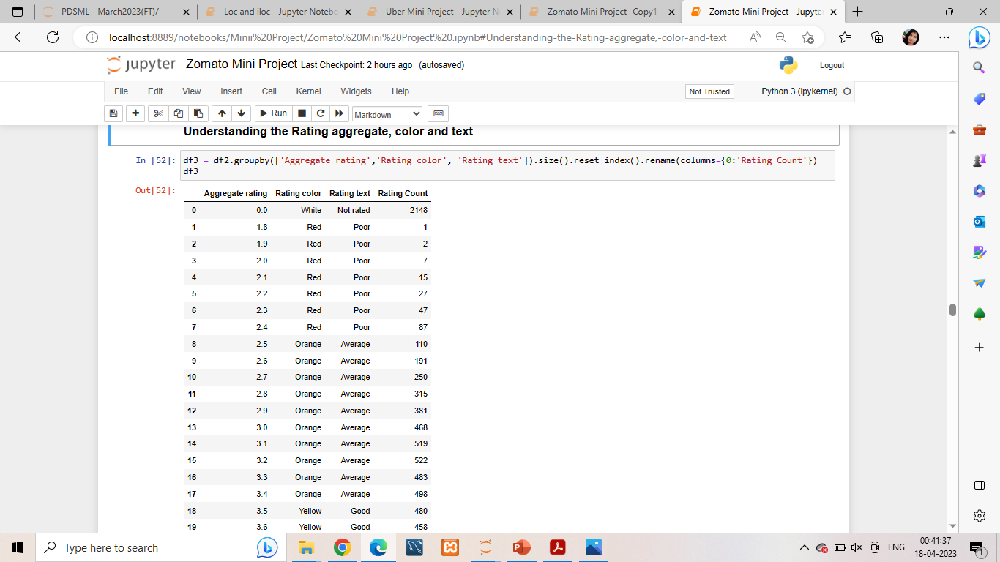 PDSML - March2023(FT)/
Loc and iloc - Jupyter Noteb
Uber Mini Project - Jupyter N
Zomato Mini Project -Copy1 -
Zomato Mini Project - Jupyte
localhost:8889/notebooks/Minii%20Project/Zomato%20Mini%20Project%20.ipynb#Understanding-the-Rating-aggregate,-color-and-text
jupyter Zomato Mini Project Last Checkpoint: 2 hours ago (autosaved)
Logout
File Edit View Insert Cell Kernel Widgets Help
Not Trusted
Python 3 (ipykernel)
Run
Markdown
Understanding the Rating aggregate, color and text
In [52]: df3 = df2.groupby(['Aggregate rating','Rating color', 'Rating text']).size().reset_index().rename(columns={0:'Rating Count'})
df3
Out[52]:
Aggregate rating Rating color Rating text Rating Count
0 0.0 White Not rated 2148
1 1.8 Red Poor 1
2 1.9 Red Poor 2
3 2.0 Red Poor 7
4 2.1 Red Poor 15
5 2.2 Red Poor 27
6 2.3 Red Poor 47
7 2.4 Red Poor 87
8 2.5 Orange Average 110
9 2.6 Orange Average 191
10 2.7 Orange Average 250
11 2.8 Orange Average 315
12 2.9 Orange Average 381
13 3.0 Orange Average 468
14 3.1 Orange Average 519
15 3.2 Orange Average 522
16 3.3 Orange Average 483
17 3.4 Orange Average 498
18 3.5 Yellow Good 480
19 3.6 Yellow Good 458
Type here to search
ENG
00:41:37
18-04-2023
1